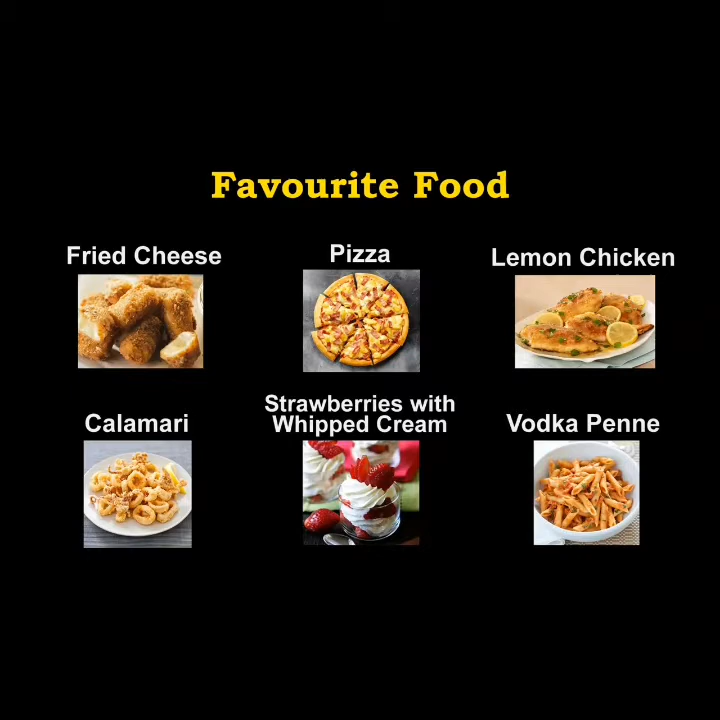 Favourite Food
Fried Cheese
Pizza
Lemon Chicken
Calamari
Strawberries with
Whipped Cream
Vodka Penne